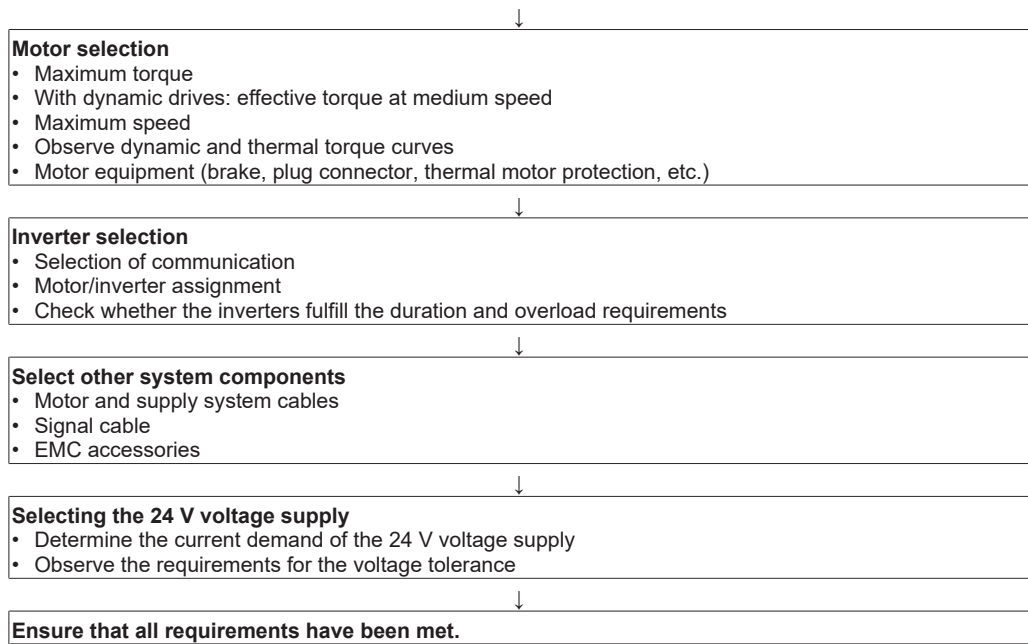 ↓
Motor selection
• Maximum torque
• With dynamic drives: effective torque at medium speed
• Maximum speed
• Observe dynamic and thermal torque curves
• Motor equipment (brake, plug connector, thermal motor protection, etc.)
↓
Inverter selection
• Selection of communication
• Motor/inverter assignment
• Check whether the inverters fulfill the duration and overload requirements
↓
Select other system components
• Motor and supply system cables
• Signal cable
• EMC accessories
↓
Selecting the 24 V voltage supply
• Determine the current demand of the 24 V voltage supply
• Observe the requirements for the voltage tolerance
↓
Ensure that all requirements have been met.